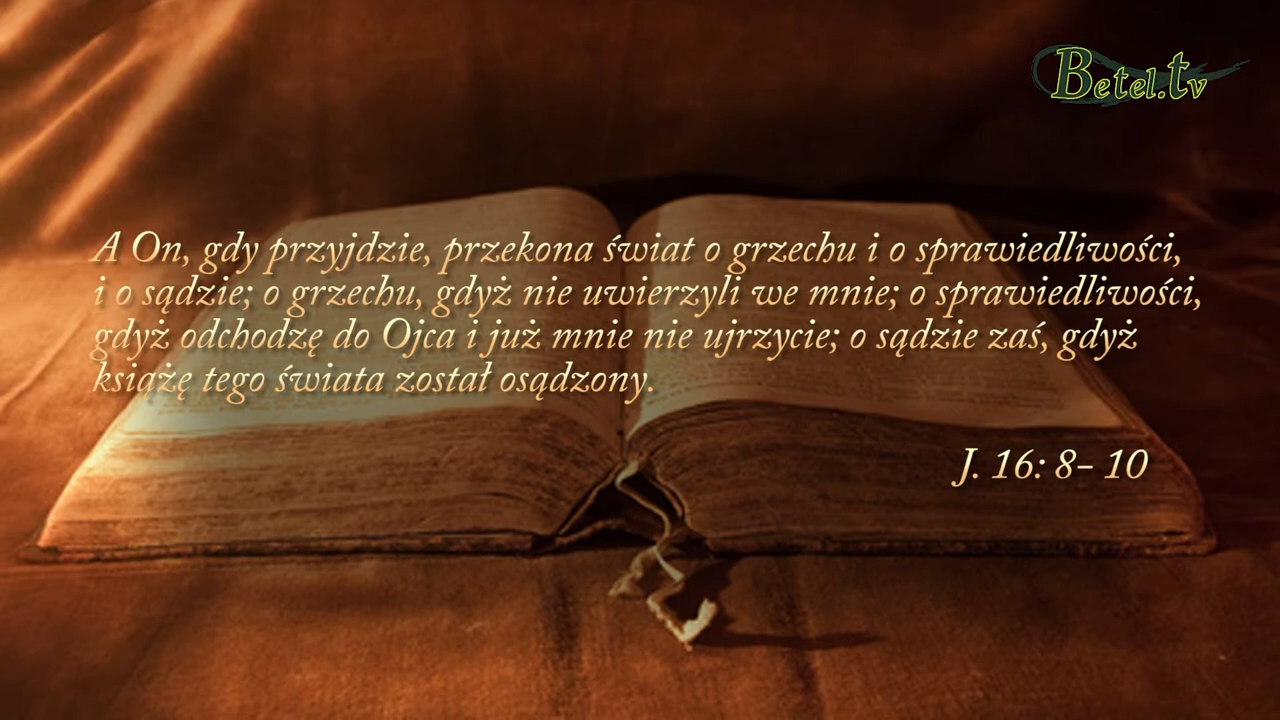 Betel.tv
A On, gdy przyjdzie, przekona świat o grzechu i o sprawiedliwości,
i o sądzie; o grzechu, gdyż nie uwierzyli we mnie; o sprawiedliwości,
gdyż odchodzę do Ojca i już mnie nie ujrzycie; o sądzie zaś, gdyż
książę tego świata został osądzony.
J. 16: 8– 10